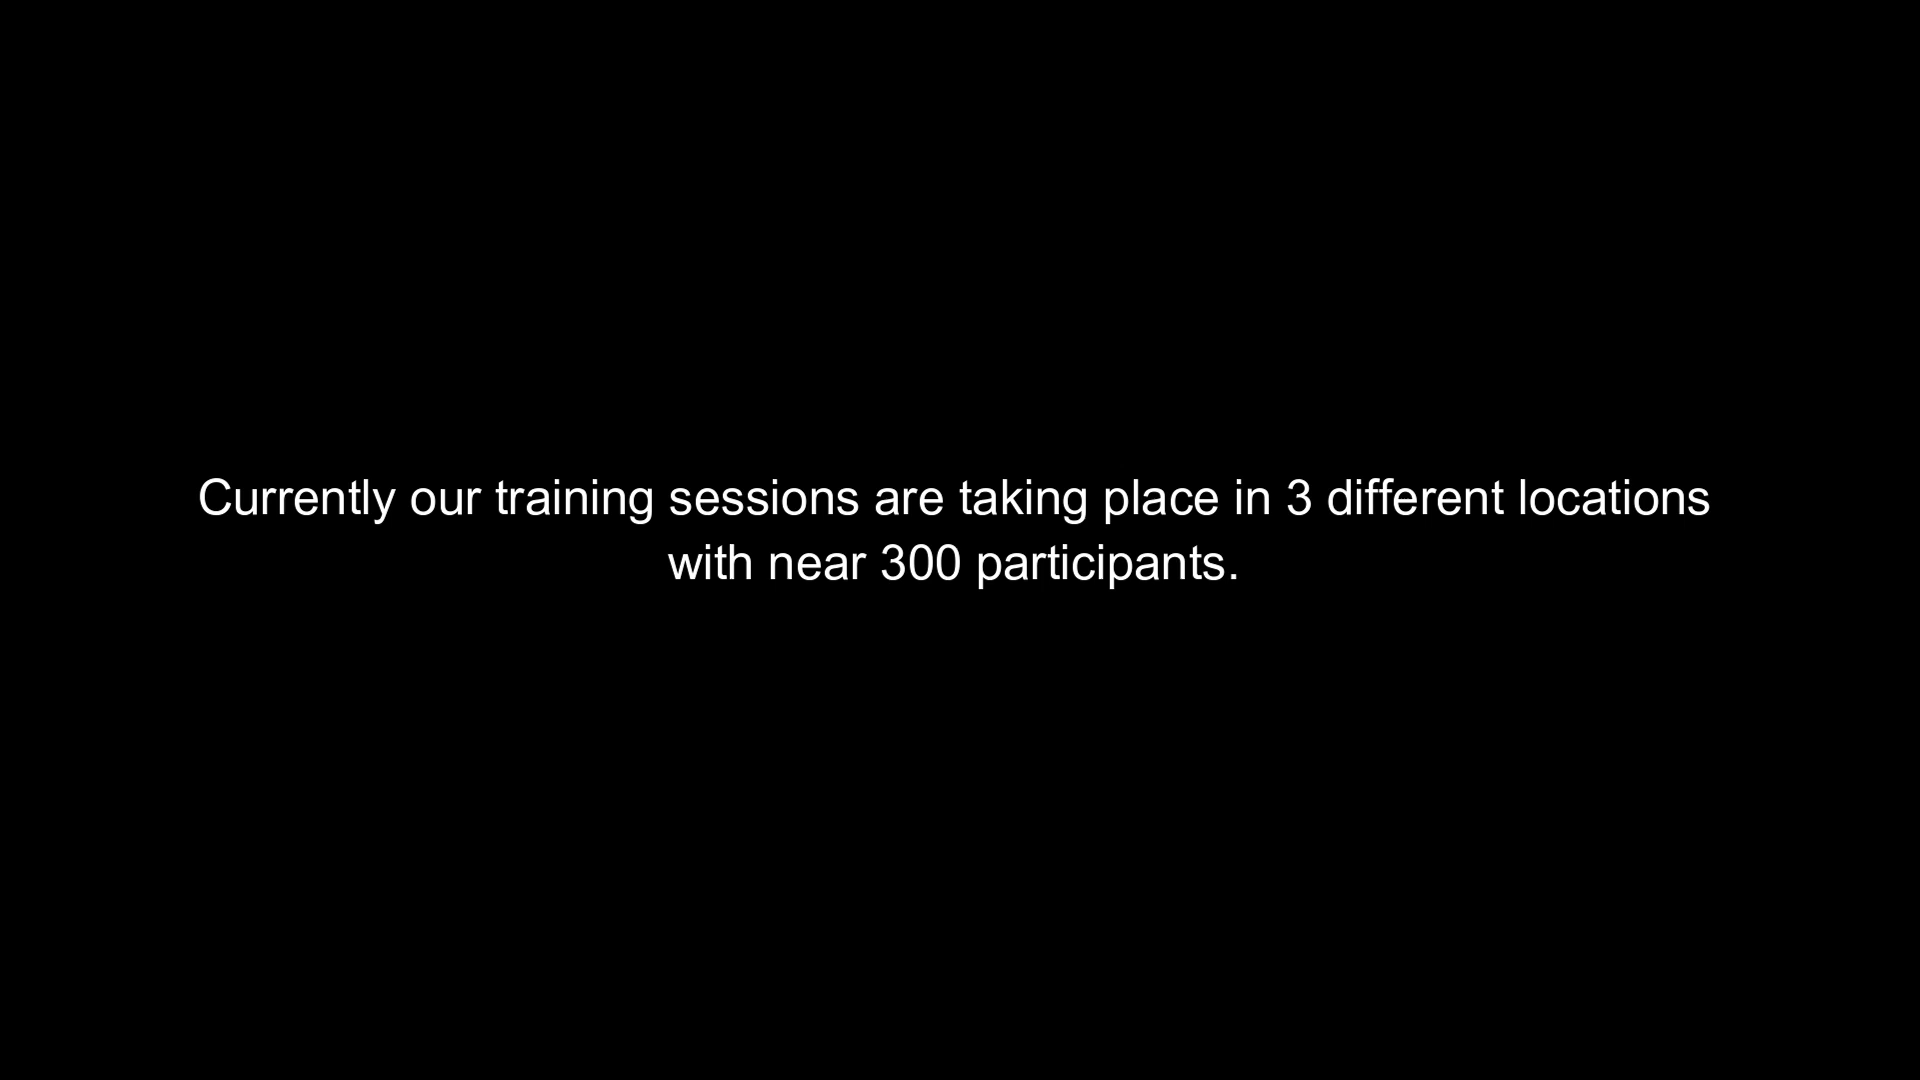 Currently our training sessions are taking place in 3 different locations
with near 300 participants.